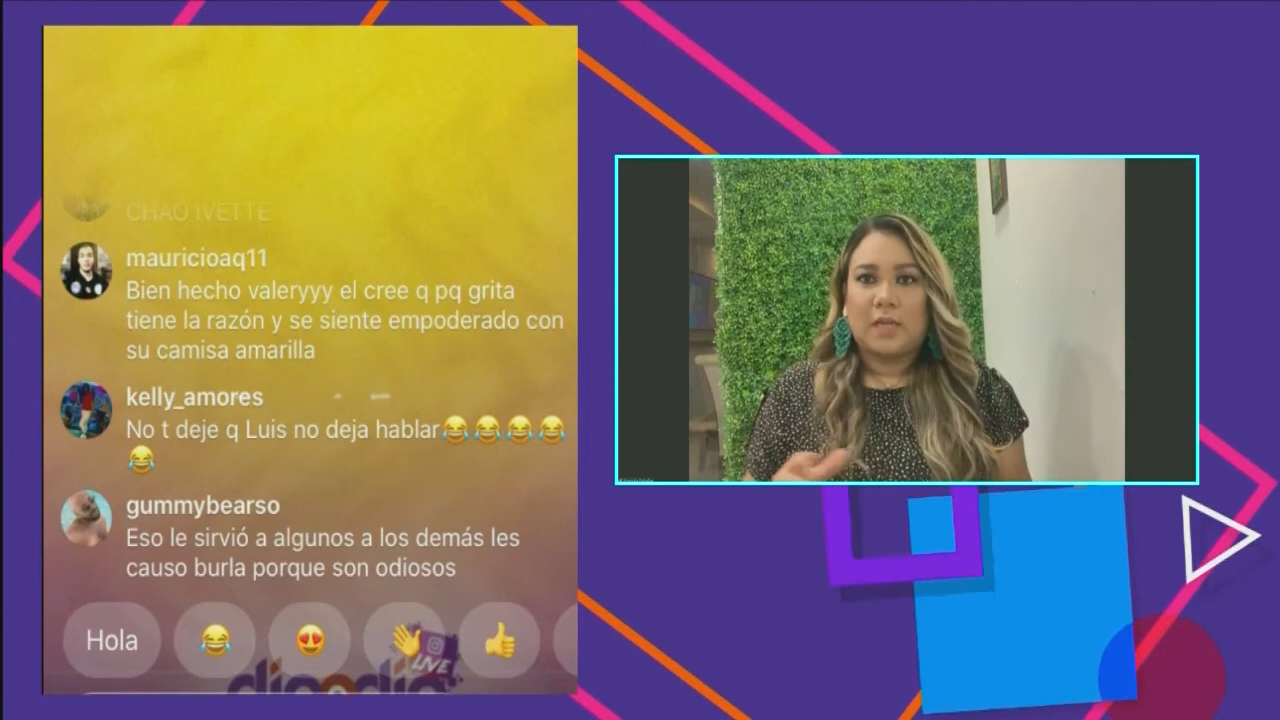 CHAO IVETTE
mauricioaq11
Bien hecho valeryyy el cree q pq grita
tiene la razón y se siente empoderado con
su camisa amarilla
kelly_amores
No t deje q Luis no deja hablar😂😂😂😂
😂
gummybearso
Eso le sirvió a algunos a los demás les
causo burla porque son odiosos
Hola
LIVE